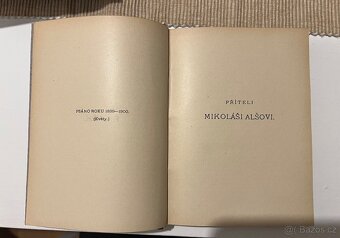 PSÁNO ROKU 1899—1900.
(Květy.)
PŘÍTELI
MIKOLÁŠI ALŠOVI.
Bazos.cz